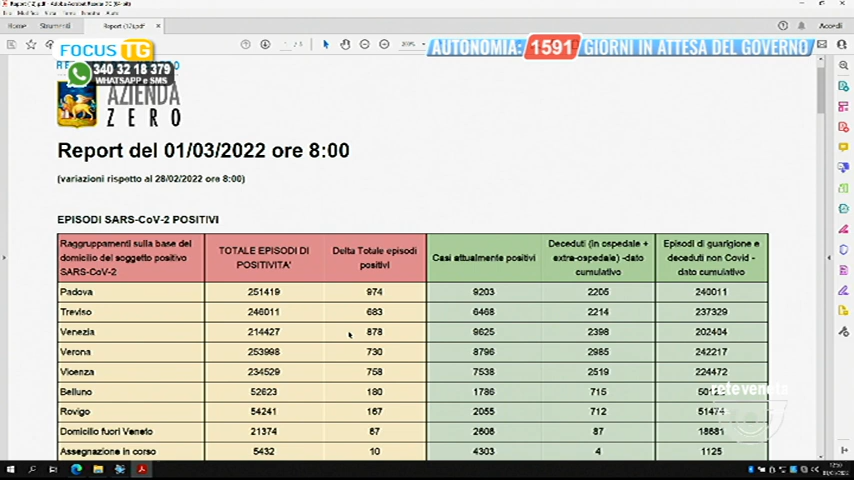 Home Strumenti Report (12).pdf Accedi
FOCUS TG
340 32 18 379
WHATSAPP e SMS
AUTONOMIA: 1591 GIORNI IN ATTESA DEL GOVERNO
AZIENDA
ZERO
Report del 01/03/2022 ore 8:00
(variazioni rispetto al 28/02/2022 ore 8:00)
EPISODI SARS-CoV-2 POSITIVI
Raggruppamenti sulla base del domicilio del soggetto positivo SARS-CoV-2 TOTALE EPISODI DI POSITIVITA' Delta Totale episodi positivi Casi attualmente positivi Deceduti (in ospedale + extra-ospedale) -dato cumulativo Episodi di guarigione e deceduti non Covid - dato cumulativo
Padova 251419 974 9203 2205 240011
Treviso 246011 683 6468 2214 237329
Venezia 214427 878 9625 2398 202404
Verona 253998 730 8796 2985 242217
Vicenza 234529 758 7538 2519 224472
Belluno 52623 180 1786 715
Rovigo 54241 167 2055 712 51474
Domicilio fuori Veneto 21374 67 2606 87 18681
Assegnazione in corso 5432 10 4303 4 1125
reteveneta